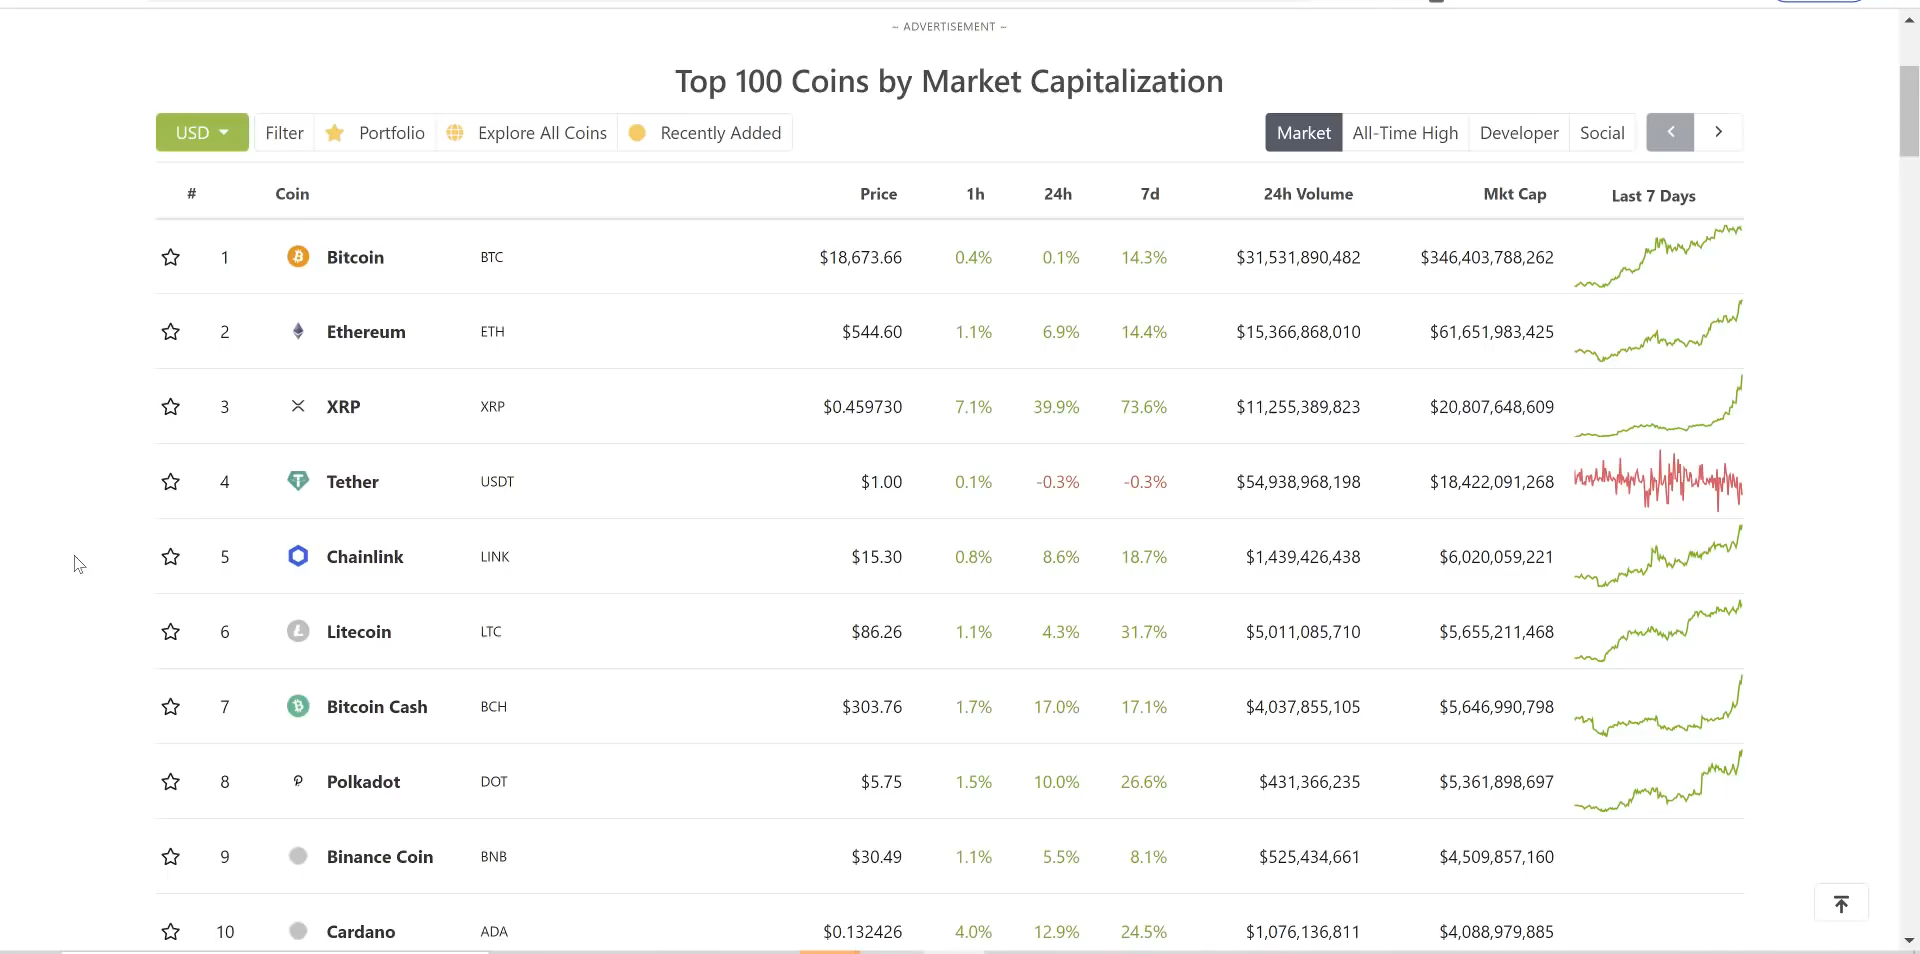 ~ ADVERTISEMENT ~
Top 100 Coins by Market Capitalization
USD Filter Portfolio Explore All Coins Recently Added Market All-Time High Developer Social
# Coin Price 1h 24h 7d 24h Volume Mkt Cap Last 7 Days
1 Bitcoin BTC $18,673.66 0.4% 0.1% 14.3% $31,531,890,482 $346,403,788,262
2 Ethereum ETH $544.60 1.1% 6.9% 14.4% $15,366,868,010 $61,651,983,425
3 XRP XRP $0.459730 7.1% 39.9% 73.6% $11,255,389,823 $20,807,648,609
4 Tether USDT $1.00 0.1% -0.3% -0.3% $54,938,968,198 $18,422,091,268
5 Chainlink LINK $15.30 0.8% 8.6% 18.7% $1,439,426,438 $6,020,059,221
6 Litecoin LTC $86.26 1.1% 4.3% 31.7% $5,011,085,710 $5,655,211,468
7 Bitcoin Cash BCH $303.76 1.7% 17.0% 17.1% $4,037,855,105 $5,646,990,798
8 Polkadot DOT $5.75 1.5% 10.0% 26.6% $431,366,235 $5,361,898,697
9 Binance Coin BNB $30.49 1.1% 5.5% 8.1% $525,434,661 $4,509,857,160
10 Cardano ADA $0.132426 4.0% 12.9% 24.5% $1,076,136,811 $4,088,979,885